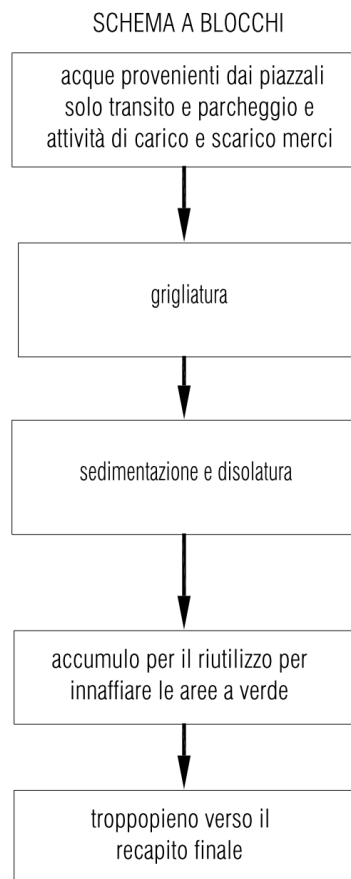 SCHEMA A BLOCCHI
acque provenienti dai piazzali
solo transito e parcheggio e
attività di carico e scarico merci
grigliatura
sedimentazione e disolatura
accumulo per il riutilizzo per
innaffiare le aree a verde
troppopieno verso il
recapito finale